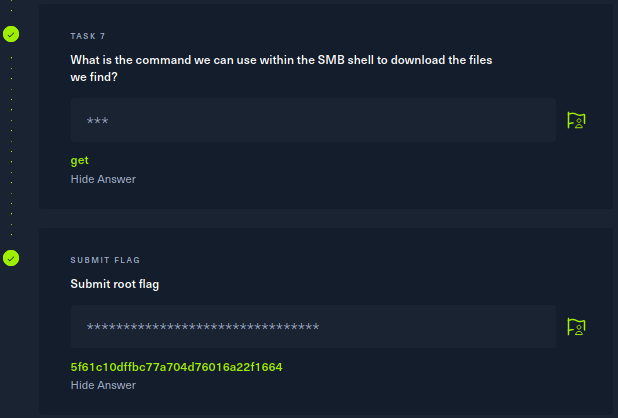 TASK 7
What is the command we can use within the SMB shell to download the files
we find?
***
get
Hide Answer
SUBMIT FLAG
Submit root flag
********************************
5f61c10dffbc77a704d76016a22f1664
Hide Answer